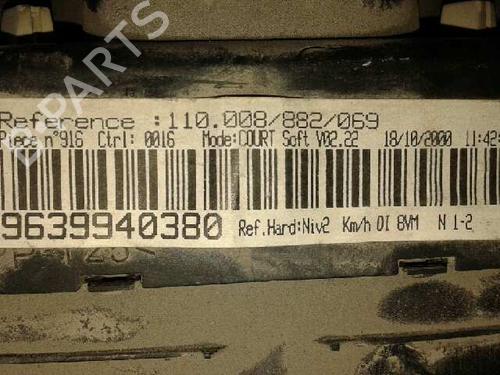 Reference :110.008/882/069
Piece n°916 Ctrl: 0016 Mode:COURT Soft V02.22 18/10/2000 11:42:
9639940380 Ref.Hard:Niv2 Km/h DI 8VM N 1-2